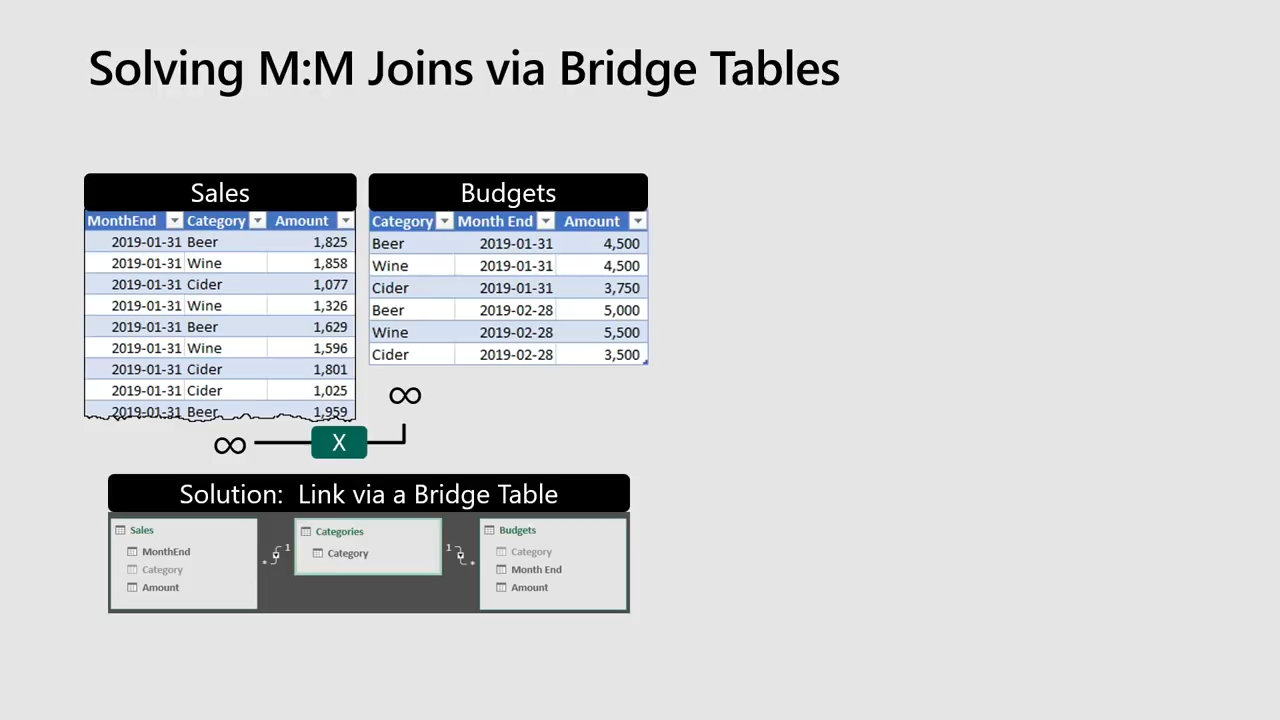 Solving M:M Joins via Bridge Tables
Sales
MonthEnd Category Amount
2019-01-31 Beer 1,825
2019-01-31 Wine 1,858
2019-01-31 Cider 1,077
2019-01-31 Wine 1,326
2019-01-31 Beer 1,629
2019-01-31 Wine 1,596
2019-01-31 Cider 1,801
2019-01-31 Cider 1,025
2019-01-31 Beer 1,959
Budgets
Category Month End Amount
Beer 2019-01-31 4,500
Wine 2019-01-31 4,500
Cider 2019-01-31 3,750
Beer 2019-02-28 5,000
Wine 2019-02-28 5,500
Cider 2019-02-28 3,500
∞
∞ X
Solution: Link via a Bridge Table
Sales
MonthEnd
Category
Amount
* 1
Categories
Category
1 *
Budgets
Category
Month End
Amount